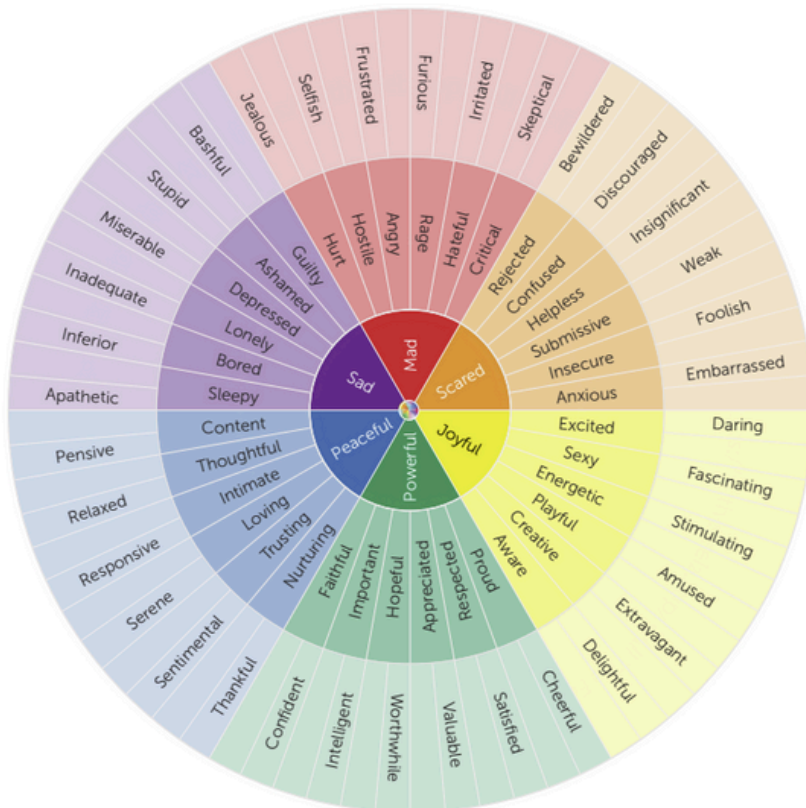 Mad
Scared
Joyful
Powerful
Peaceful
Sad
Hurt
Hostile
Angry
Rage
Hateful
Critical
Rejected
Confused
Helpless
Submissive
Insecure
Anxious
Excited
Sexy
Energetic
Playful
Creative
Aware
Proud
Respected
Appreciated
Hopeful
Important
Faithful
Nurturing
Trusting
Loving
Intimate
Thoughtful
Content
Sleepy
Bored
Lonely
Depressed
Ashamed
Guilty
Jealous
Selfish
Frustrated
Furious
Irritated
Skeptical
Bewildered
Discouraged
Insignificant
Weak
Foolish
Embarrassed
Daring
Fascinating
Stimulating
Amused
Extravagant
Delightful
Cheerful
Satisfied
Valuable
Worthwhile
Intelligent
Confident
Thankful
Sentimental
Serene
Responsive
Relaxed
Pensive
Apathetic
Inferior
Inadequate
Miserable
Stupid
Bashful